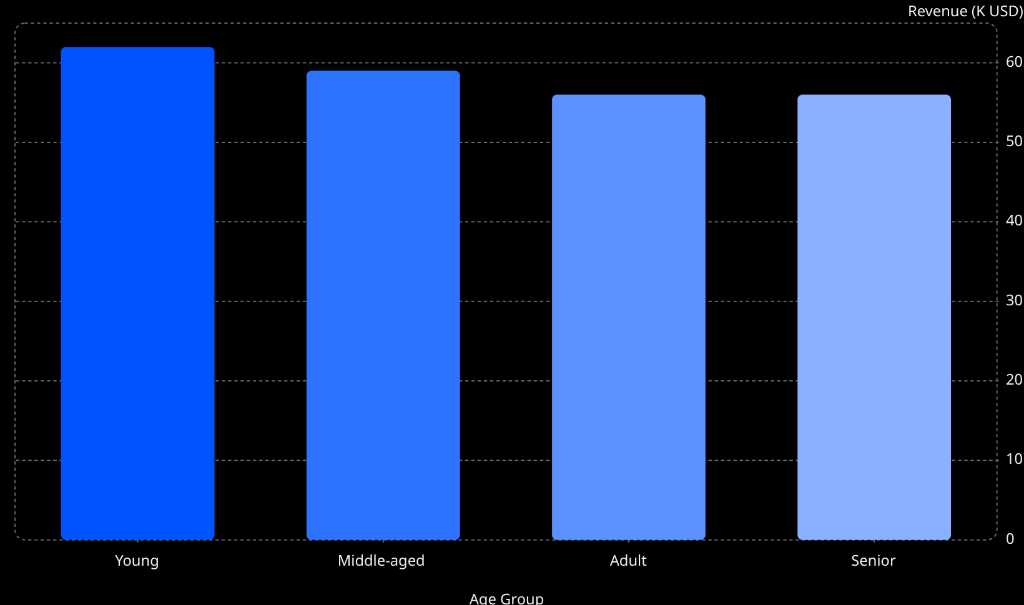 Revenue (K USD)
60
50
40
30
20
10
0
Young
Middle-aged
Adult
Senior
Age Group